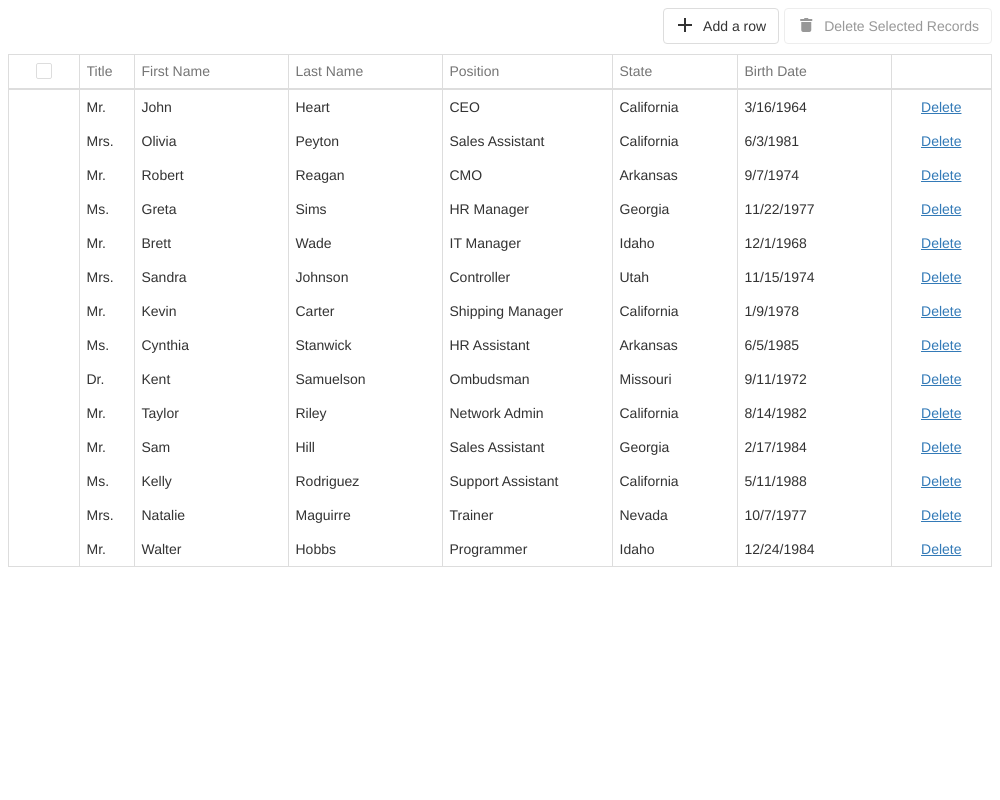 Add a row Delete Selected Records
Title First Name Last Name Position State Birth Date
Mr. John Heart CEO California 3/16/1964 Delete
Mrs. Olivia Peyton Sales Assistant California 6/3/1981 Delete
Mr. Robert Reagan CMO Arkansas 9/7/1974 Delete
Ms. Greta Sims HR Manager Georgia 11/22/1977 Delete
Mr. Brett Wade IT Manager Idaho 12/1/1968 Delete
Mrs. Sandra Johnson Controller Utah 11/15/1974 Delete
Mr. Kevin Carter Shipping Manager California 1/9/1978 Delete
Ms. Cynthia Stanwick HR Assistant Arkansas 6/5/1985 Delete
Dr. Kent Samuelson Ombudsman Missouri 9/11/1972 Delete
Mr. Taylor Riley Network Admin California 8/14/1982 Delete
Mr. Sam Hill Sales Assistant Georgia 2/17/1984 Delete
Ms. Kelly Rodriguez Support Assistant California 5/11/1988 Delete
Mrs. Natalie Maguirre Trainer Nevada 10/7/1977 Delete
Mr. Walter Hobbs Programmer Idaho 12/24/1984 Delete